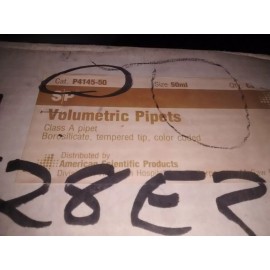 Cat. P4145-50 Size 50ml
SP
Volumetric Pipets
Class A pipet
Borosilicate, tempered tip, color coded
Distributed by
American Scientific Products
28E2